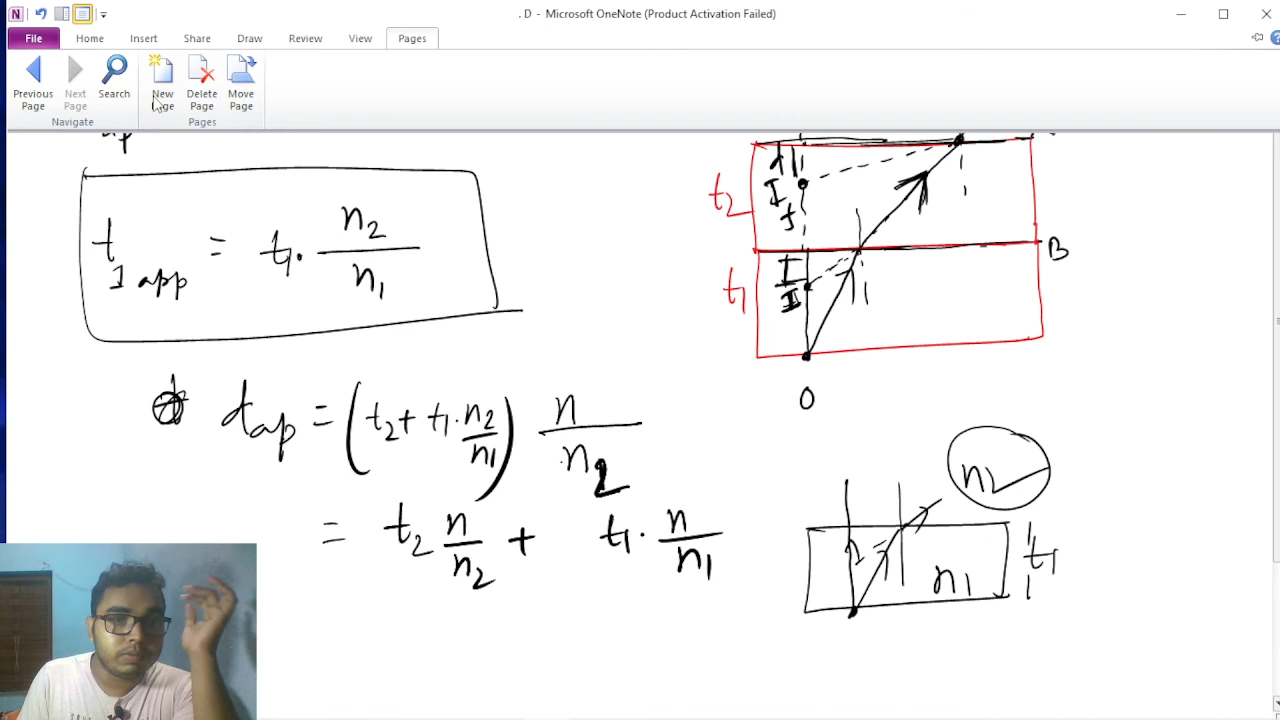 . D - Microsoft OneNote (Product Activation Failed)
File Home Insert Share Draw Review View Pages
Previous Page Next Page Search New Page Delete Page Move Page
Navigate Pages
ap
t1 app = t1 · n2/n1
dap = (t2 + t1 · n2/n1) n/n2
= t2 n/n2 + t1 · n/n1
t2
I
B
t1
I
O
n2
n1
t1